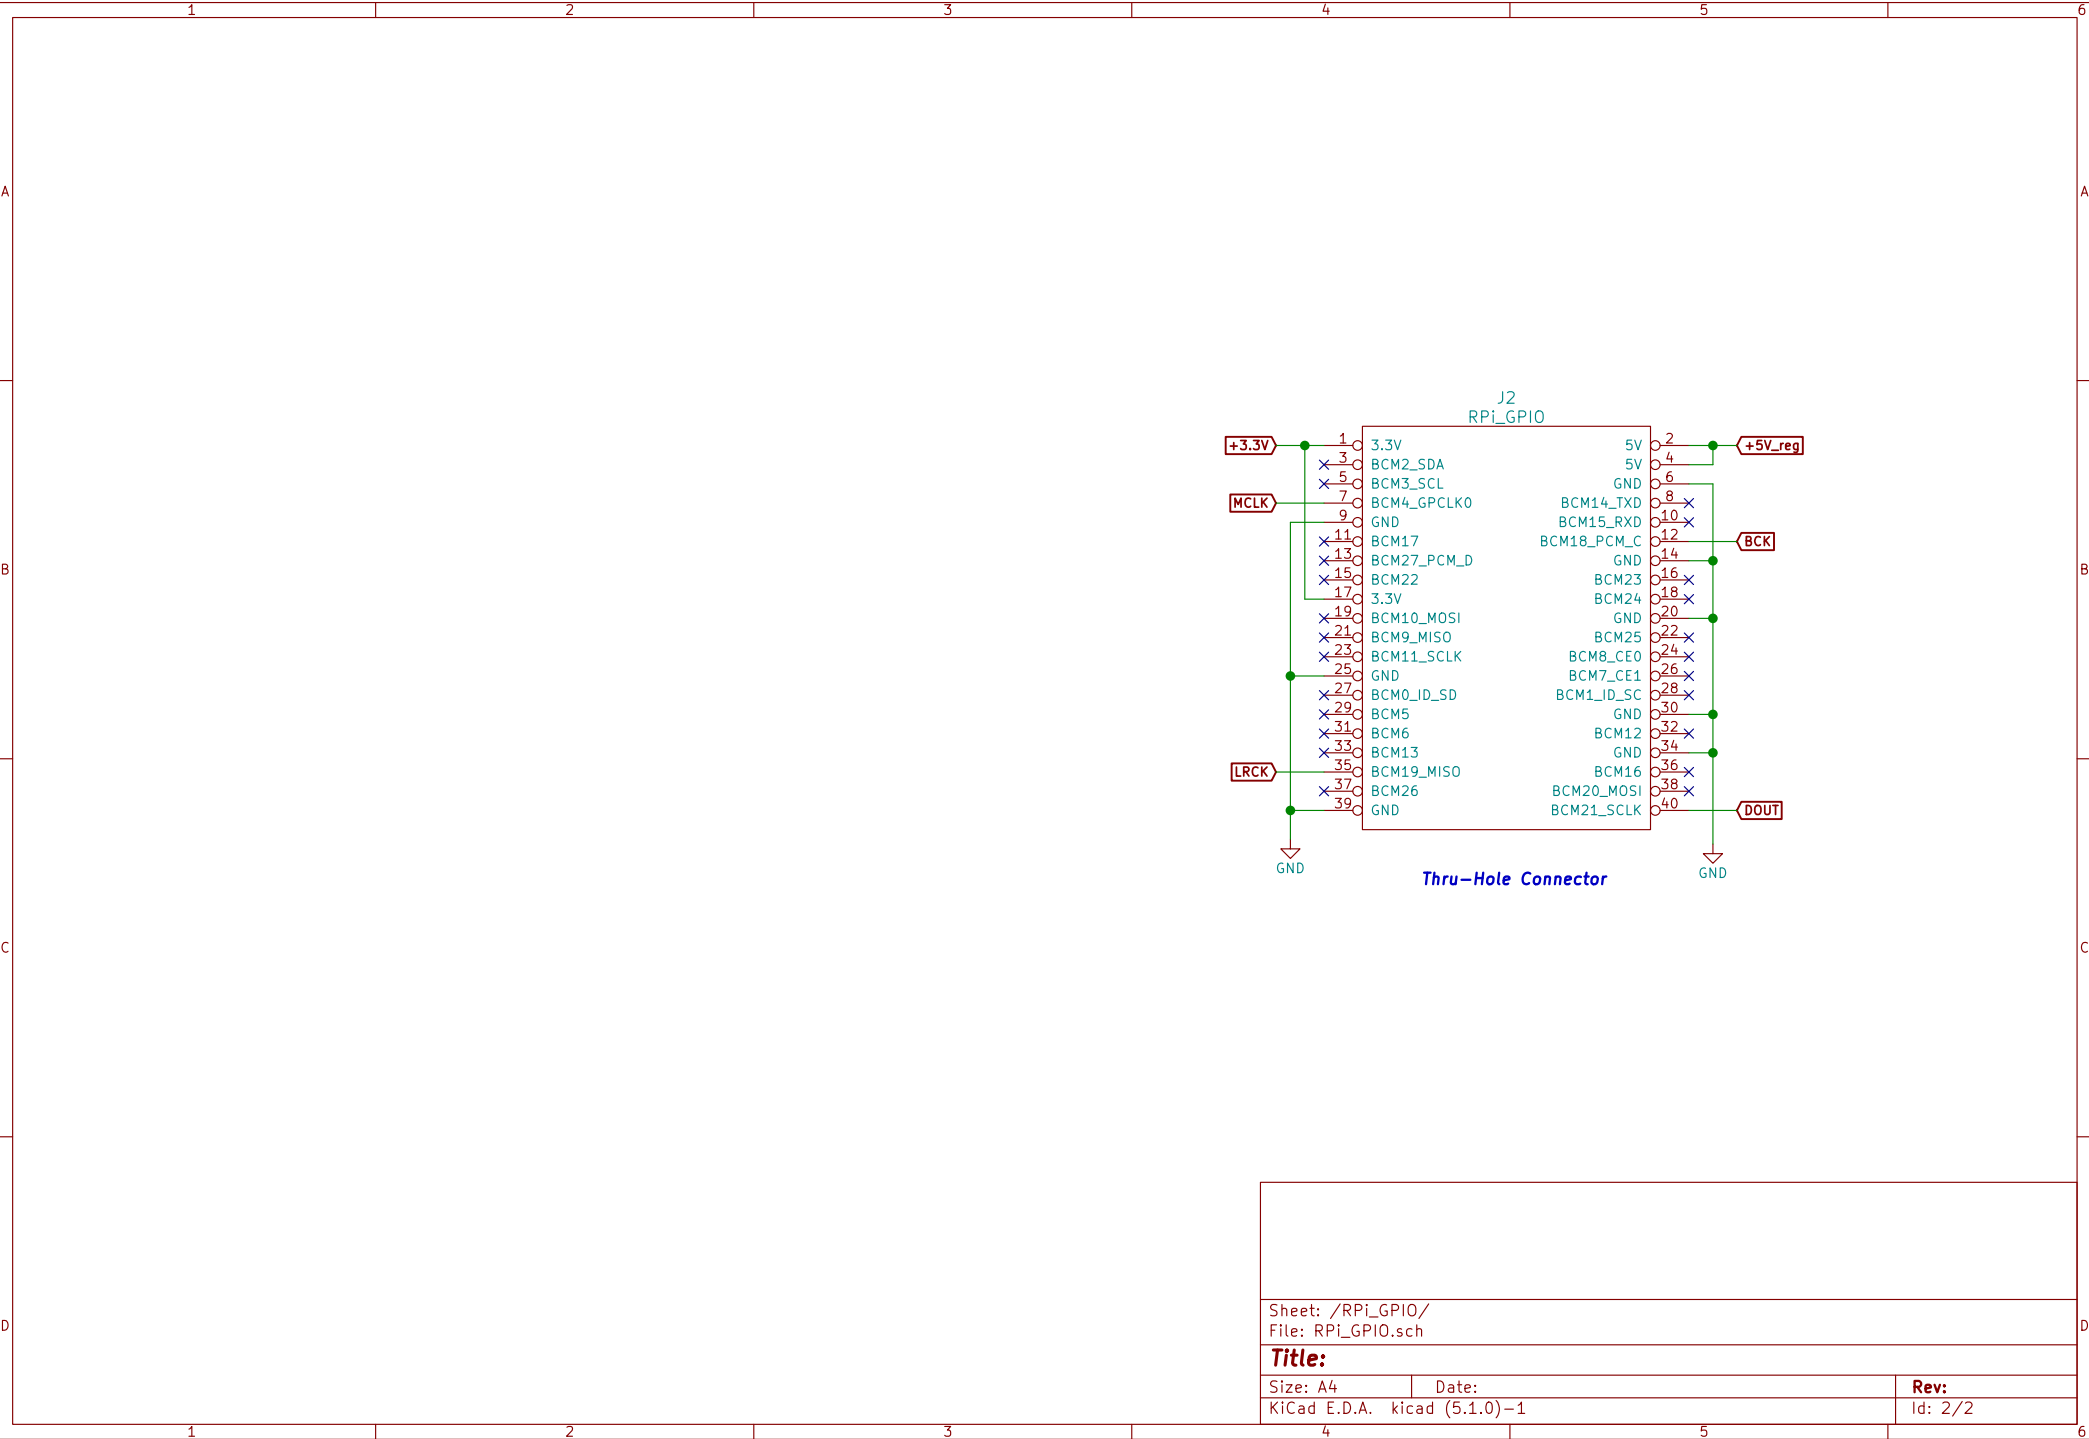 1 2 3 4 5 6
A A
J2
RPi_GPIO
+3.3V 1 3.3V 5V 2 +5V_reg
3 BCM2_SDA 5V 4
5 BCM3_SCL GND 6
MCLK 7 BCM4_GPCLK0 BCM14_TXD 8
9 GND BCM15_RXD 10
11 BCM17 BCM18_PCM_C 12 BCK
13 BCM27_PCM_D GND 14
B B
15 BCM22 BCM23 16
17 3.3V BCM24 18
19 BCM10_MOSI GND 20
21 BCM9_MISO BCM25 22
23 BCM11_SCLK BCM8_CE0 24
25 GND BCM7_CE1 26
27 BCM0_ID_SD BCM1_ID_SC 28
29 BCM5 GND 30
31 BCM6 BCM12 32
33 BCM13 GND 34
LRCK 35 BCM19_MISO BCM16 36
37 BCM26 BCM20_MOSI 38
39 GND BCM21_SCLK 40 DOUT
GND GND
Thru-Hole Connector
C C
Sheet: /RPi_GPIO/
D D
File: RPi_GPIO.sch
Title:
Size: A4 Date: Rev:
KiCad E.D.A. kicad (5.1.0)-1 Id: 2/2
1 2 3 4 5 6